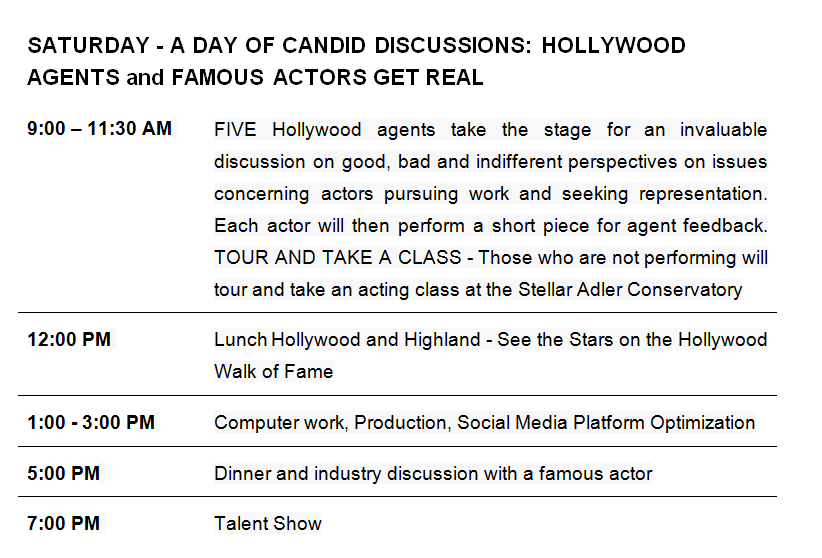 SATURDAY - A DAY OF CANDID DISCUSSIONS: HOLLYWOOD
AGENTS and FAMOUS ACTORS GET REAL
9:00 – 11:30 AM
FIVE Hollywood agents take the stage for an invaluable
discussion on good, bad and indifferent perspectives on issues
concerning actors pursuing work and seeking representation.
Each actor will then perform a short piece for agent feedback.
TOUR AND TAKE A CLASS - Those who are not performing will
tour and take an acting class at the Stellar Adler Conservatory
12:00 PM
Lunch Hollywood and Highland - See the Stars on the Hollywood
Walk of Fame
1:00 - 3:00 PM
Computer work, Production, Social Media Platform Optimization
5:00 PM
Dinner and industry discussion with a famous actor
7:00 PM
Talent Show